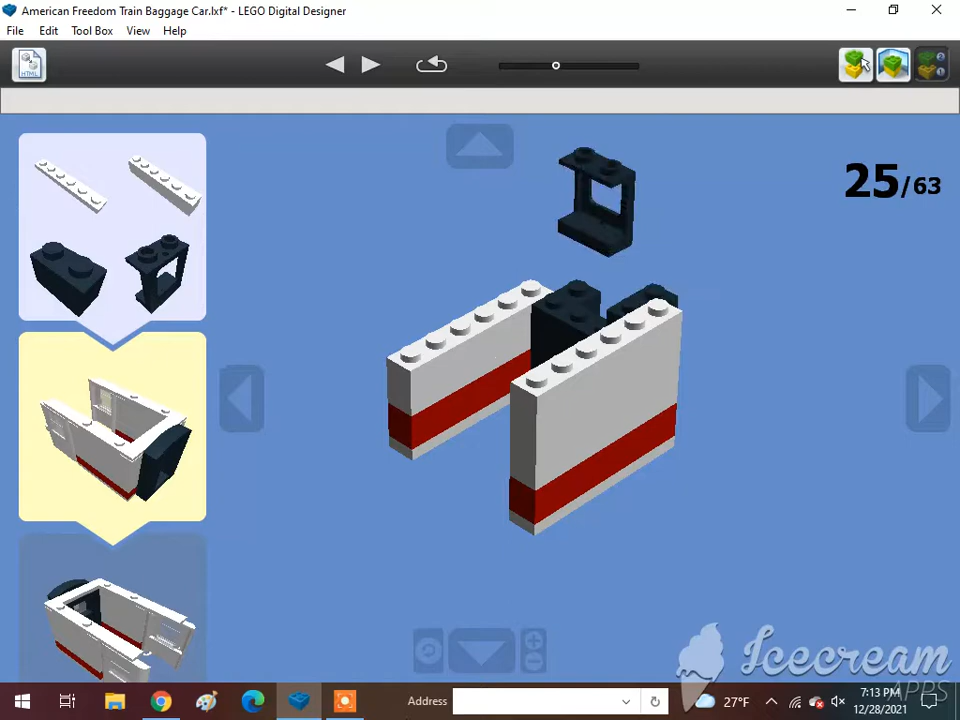 American Freedom Train Baggage Car.lxf* - LEGO Digital Designer
File Edit Tool Box View Help
HTML
25/63
Icecream
APPS
Address
27°F
7:13 PM
12/28/2021